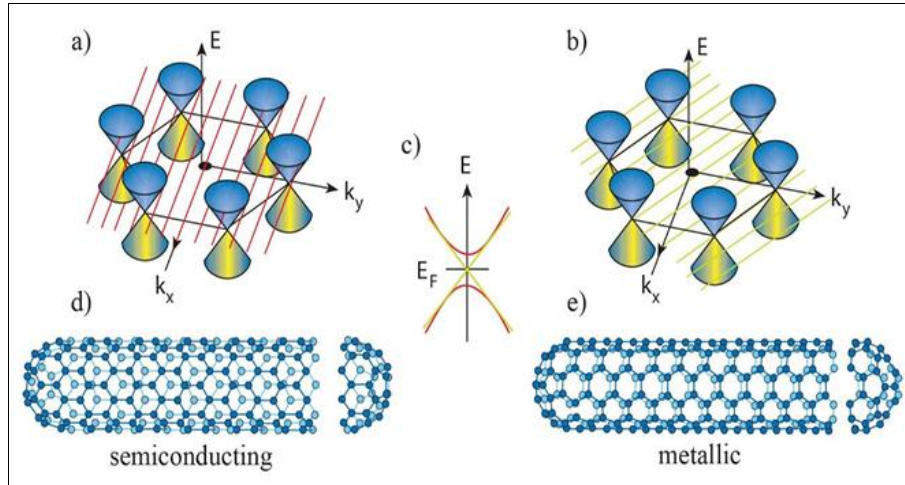 a)
E
k_y
k_x
b)
E
k_y
k_x
c)
E
E_F
d)
semiconducting
e)
metallic